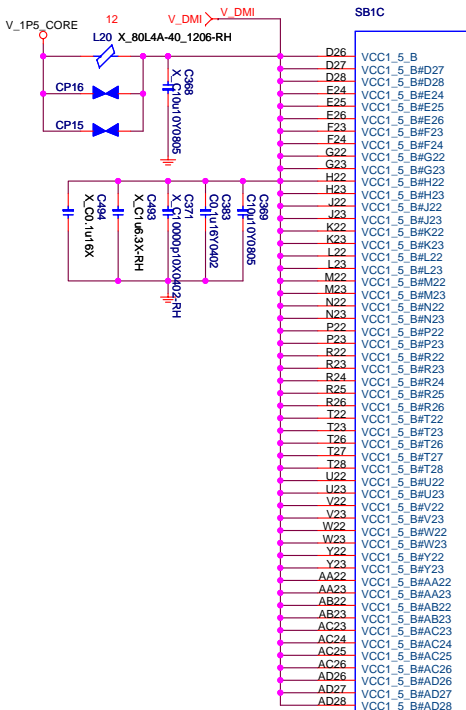 SB1C
V_1P5_CORE
12
V_DMI
V_DMI
L20 X_80L4A-40_1206-RH
CP16
CP15
C368
X_C10u10Y0805
C494
X_C0.1u16X
C493
X_C1u6.3X-RH
C371
X_C1000p10X0402-RH
C383
C0.1u16Y0402
C369
C10u10Y0805
D26 VCC1_5_B
D27 VCC1_5_B#D27
D28 VCC1_5_B#D28
E24 VCC1_5_B#E24
E25 VCC1_5_B#E25
E26 VCC1_5_B#E26
F23 VCC1_5_B#F23
F24 VCC1_5_B#F24
G22 VCC1_5_B#G22
G23 VCC1_5_B#G23
H22 VCC1_5_B#H22
H23 VCC1_5_B#H23
J22 VCC1_5_B#J22
J23 VCC1_5_B#J23
K22 VCC1_5_B#K22
K23 VCC1_5_B#K23
L22 VCC1_5_B#L22
L23 VCC1_5_B#L23
M22 VCC1_5_B#M22
M23 VCC1_5_B#M23
N22 VCC1_5_B#N22
N23 VCC1_5_B#N23
P22 VCC1_5_B#P22
P23 VCC1_5_B#P23
R22 VCC1_5_B#R22
R23 VCC1_5_B#R23
R24 VCC1_5_B#R24
R25 VCC1_5_B#R25
R26 VCC1_5_B#R26
T22 VCC1_5_B#T22
T23 VCC1_5_B#T23
T26 VCC1_5_B#T26
T27 VCC1_5_B#T27
T28 VCC1_5_B#T28
U22 VCC1_5_B#U22
U23 VCC1_5_B#U23
V22 VCC1_5_B#V22
V23 VCC1_5_B#V23
W22 VCC1_5_B#W22
W23 VCC1_5_B#W23
Y22 VCC1_5_B#Y22
Y23 VCC1_5_B#Y23
AA22 VCC1_5_B#AA22
AA23 VCC1_5_B#AA23
AB22 VCC1_5_B#AB22
AB23 VCC1_5_B#AB23
AC23 VCC1_5_B#AC23
AC24 VCC1_5_B#AC24
AC25 VCC1_5_B#AC25
AC26 VCC1_5_B#AC26
AD26 VCC1_5_B#AD26
AD27 VCC1_5_B#AD27
AD28 VCC1_5_B#AD28